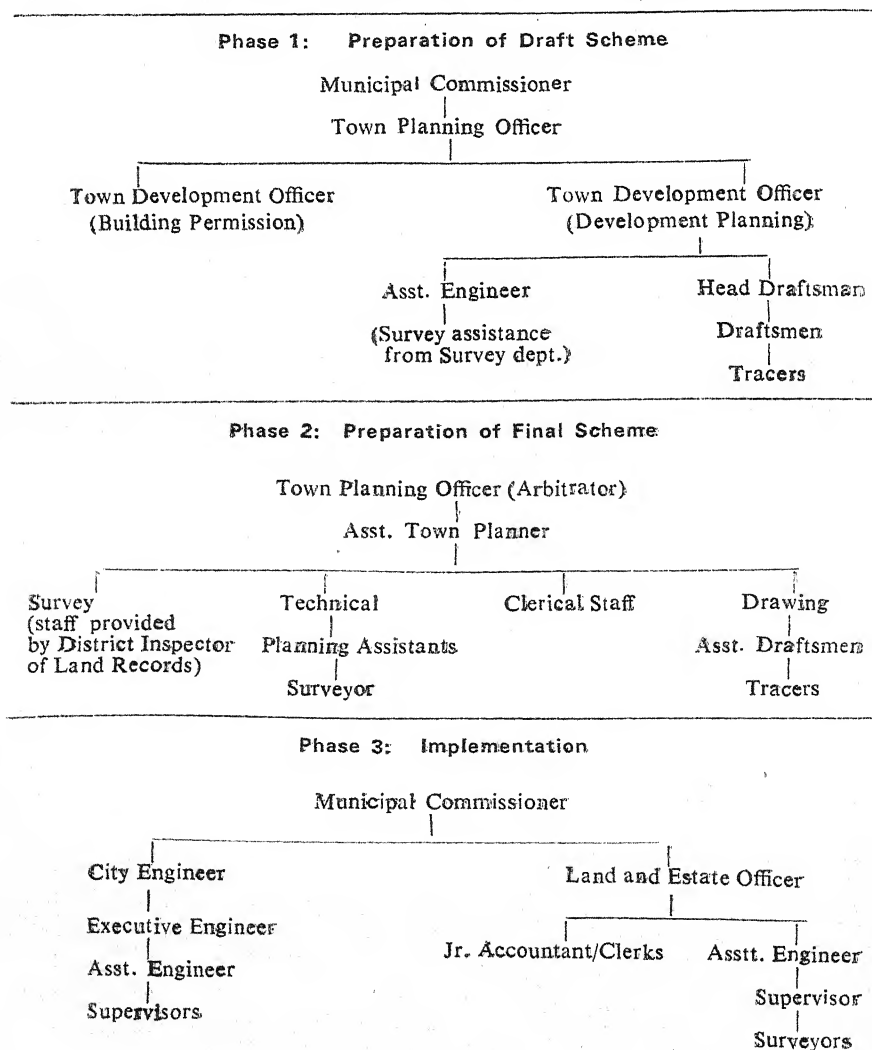 Phase 1: Preparation of Draft Scheme
Municipal Commissioner
Town Planning Officer
Town Development Officer
(Building Permission)
Town Development Officer
(Development Planning)
Asst. Engineer
(Survey assistance
from Survey dept.)
Head Draftsman
Draftsmen
Tracers
Phase 2: Preparation of Final Scheme
Town Planning Officer (Arbitrator)
Asst. Town Planner
Survey
(staff provided
by District Inspector
of Land Records)
Technical
Planning Assistants
Surveyor
Clerical Staff
Drawing
Asst. Draftsmen
Tracers
Phase 3: Implementation
Municipal Commissioner
City Engineer
Executive Engineer
Asst. Engineer
Supervisors
Land and Estate Officer
Jr. Accountant/Clerks
Asstt. Engineer
Supervisor
Surveyors